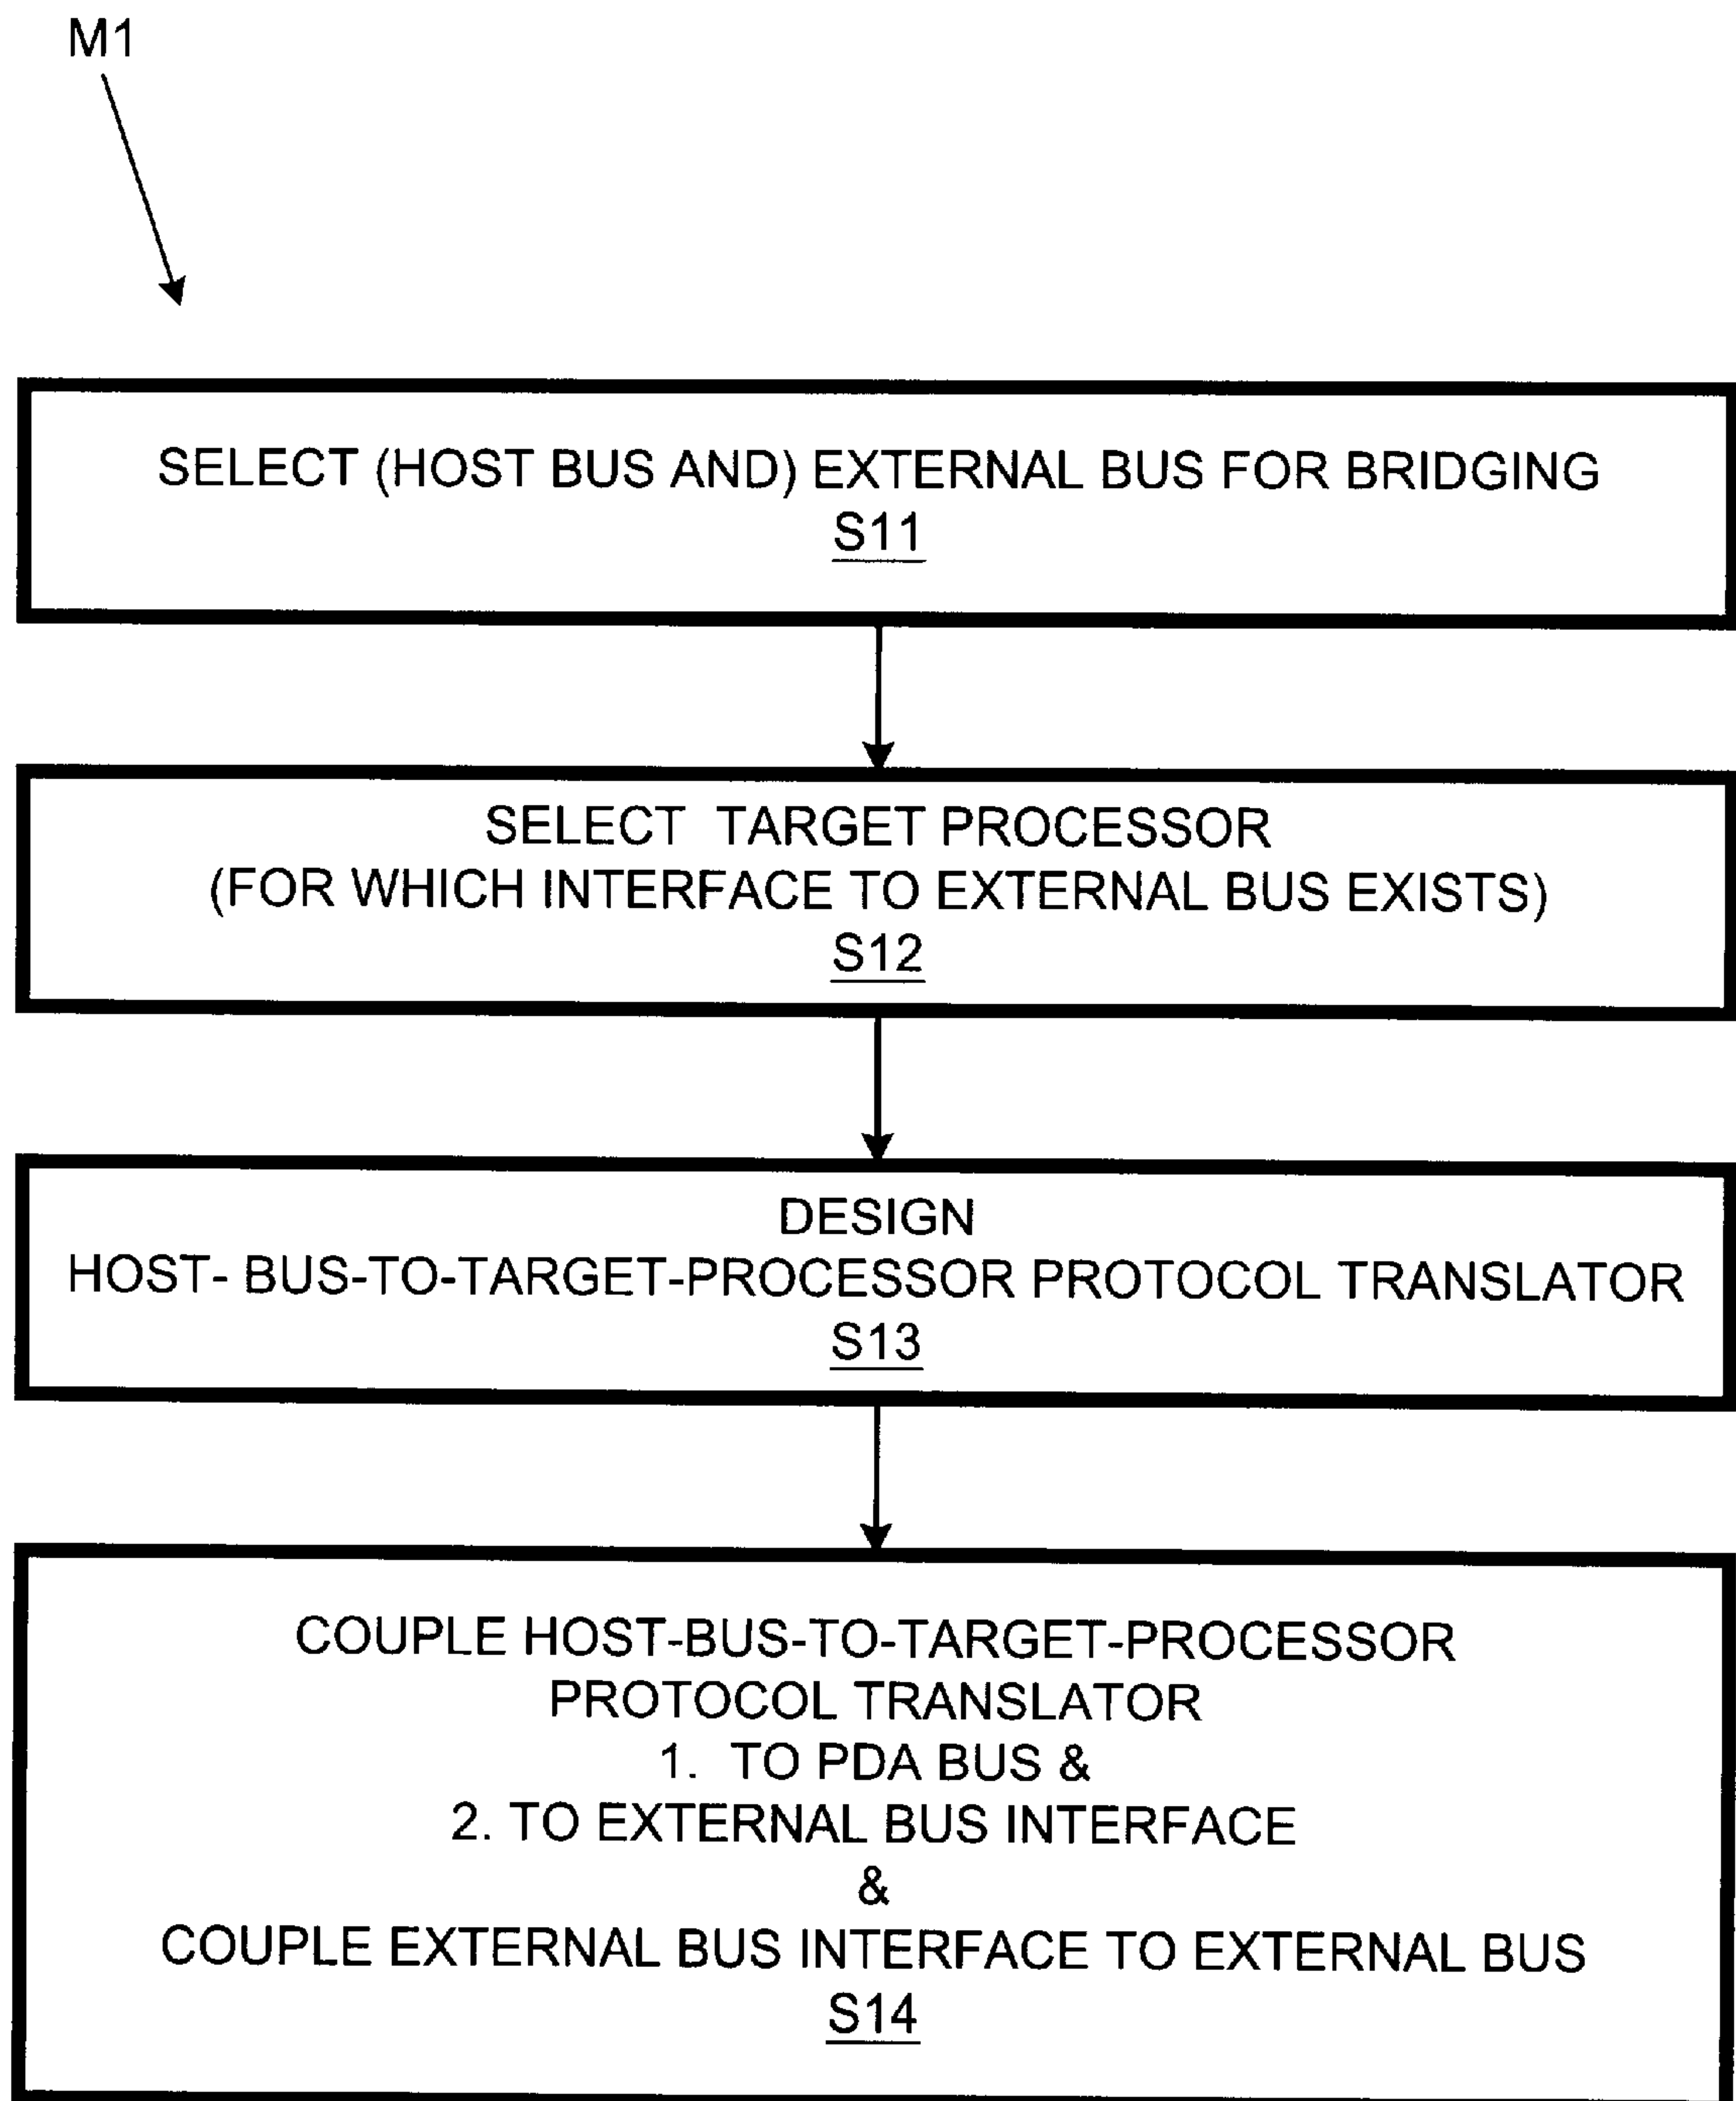 M1
SELECT (HOST BUS AND) EXTERNAL BUS FOR BRIDGING
S11
SELECT TARGET PROCESSOR
(FOR WHICH INTERFACE TO EXTERNAL BUS EXISTS)
S12
DESIGN
HOST- BUS-TO-TARGET-PROCESSOR PROTOCOL TRANSLATOR
S13
COUPLE HOST-BUS-TO-TARGET-PROCESSOR
PROTOCOL TRANSLATOR
1. TO PDA BUS &
2. TO EXTERNAL BUS INTERFACE
&
COUPLE EXTERNAL BUS INTERFACE TO EXTERNAL BUS
S14